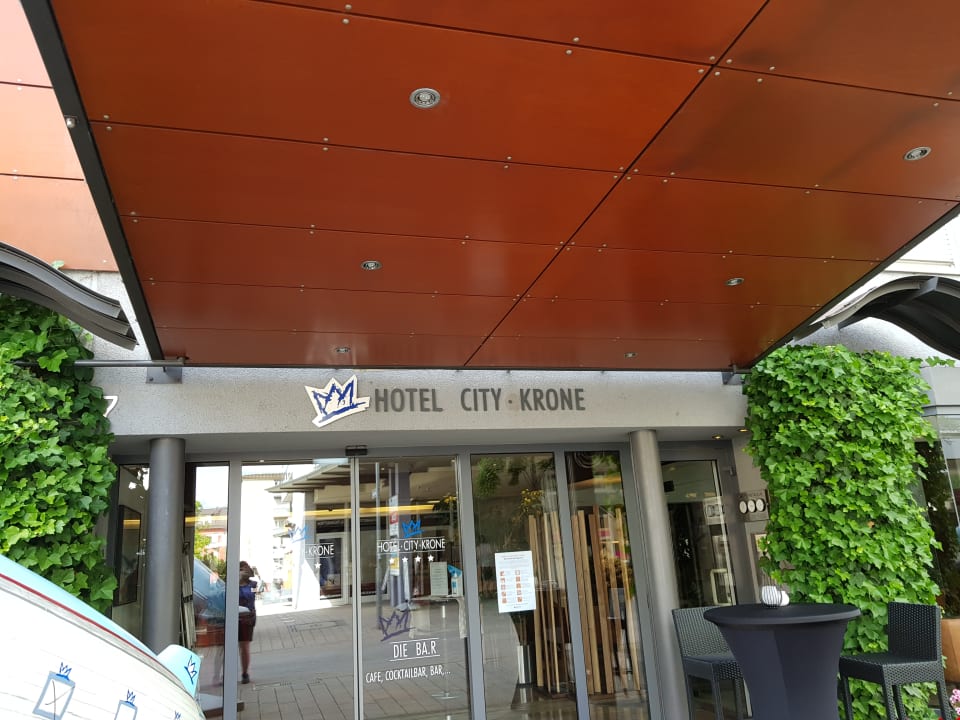 HOTEL CITY · KRONE
· KRONE
HOTEL·CITY·KRONE
DIE BA.R
CAFE, COCKTAILBAR, BAR,...